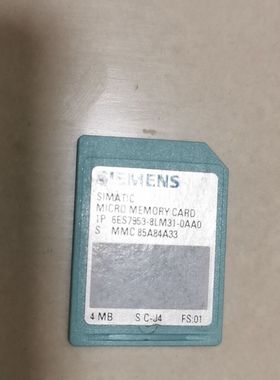 SIEMENS
SIMATIC
MICRO MEMORY CARD
1P 6ES7953-8LM31-0AA0
S MMC 85A84A33
4 MB S C-J4 FS:01